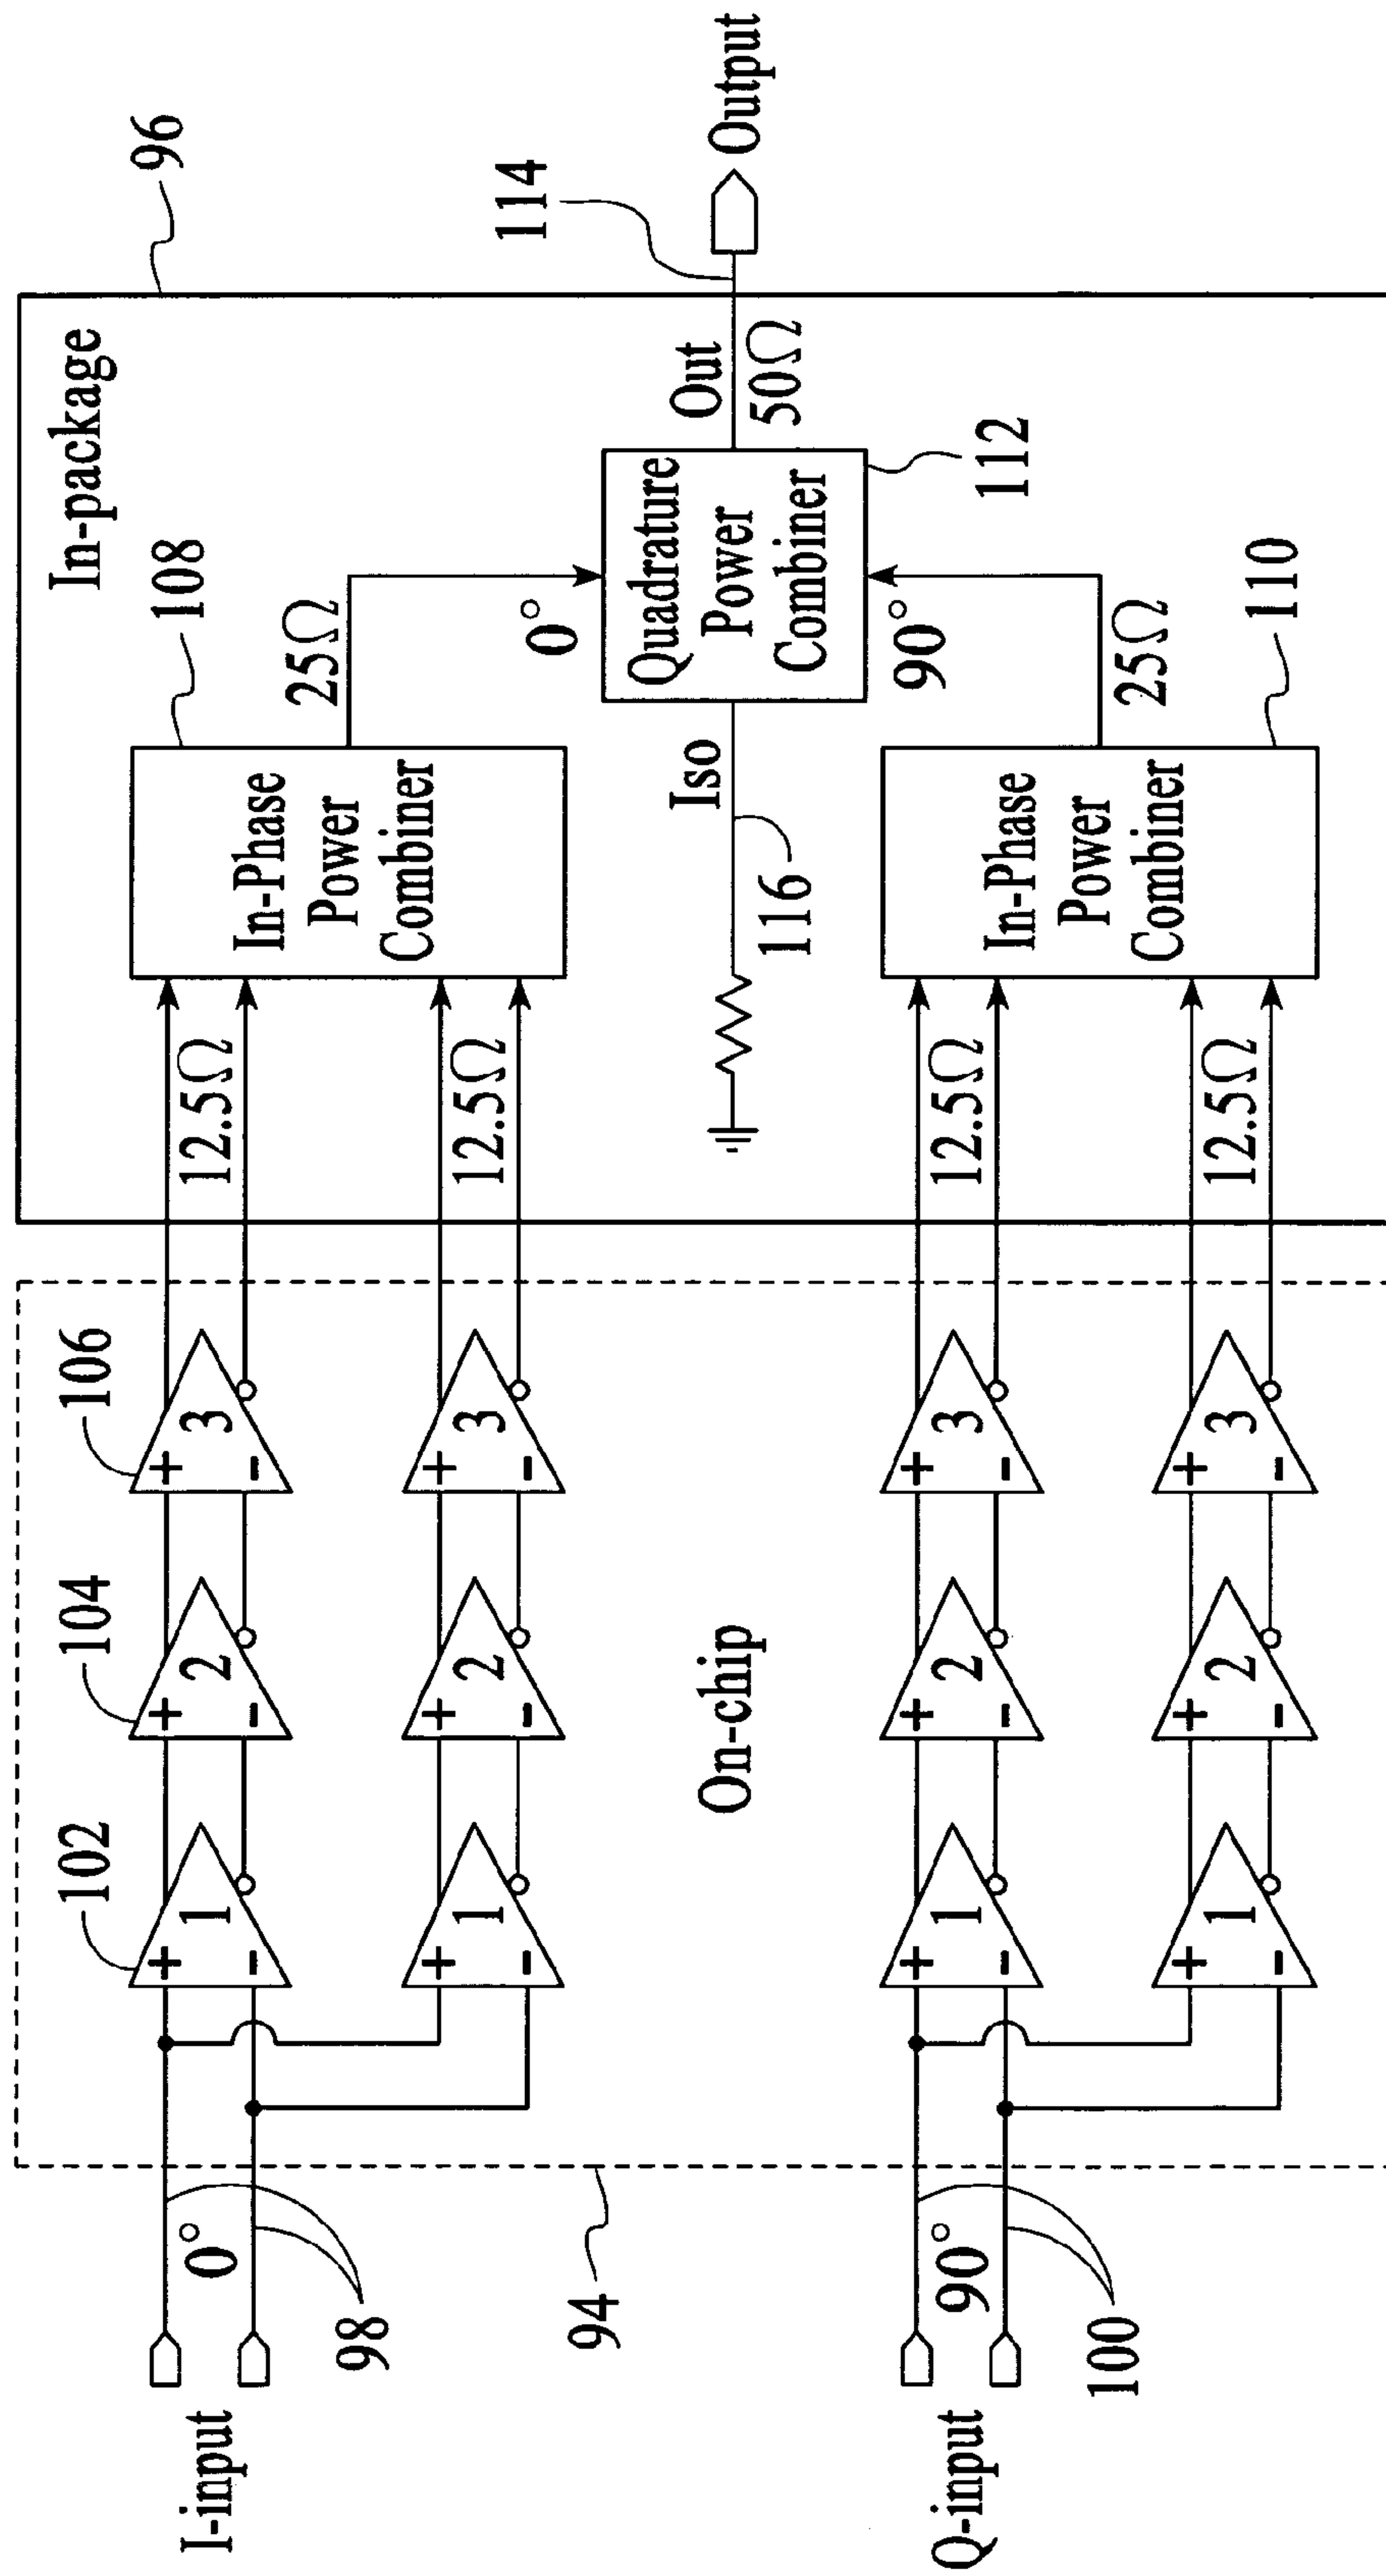 96
In-package
102
104
106
108
I-input
0°
98
+
-
1
+
-
2
+
-
3
12.5Ω
In-Phase
Power
Combiner
25Ω
+
-
1
+
-
2
+
-
3
12.5Ω
0°
114
94
On-chip
Iso
116
Quadrature
Power
Combiner
Out
50Ω
Output
112
90°
Q-input
90°
100
+
-
1
+
-
2
+
-
3
12.5Ω
In-Phase
Power
Combiner
25Ω
110
+
-
1
+
-
2
+
-
3
12.5Ω